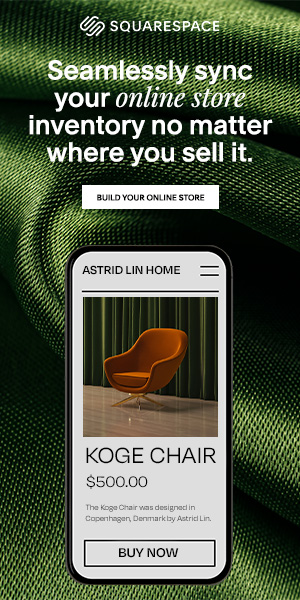 SQUARESPACE
Seamlessly sync
your online store
inventory no matter
where you sell it.
BUILD YOUR ONLINE STORE
ASTRID LIN HOME
KOGE CHAIR
$500.00
The Koge Chair was designed in
Copenhagen, Denmark by Astrid Lin.
BUY NOW